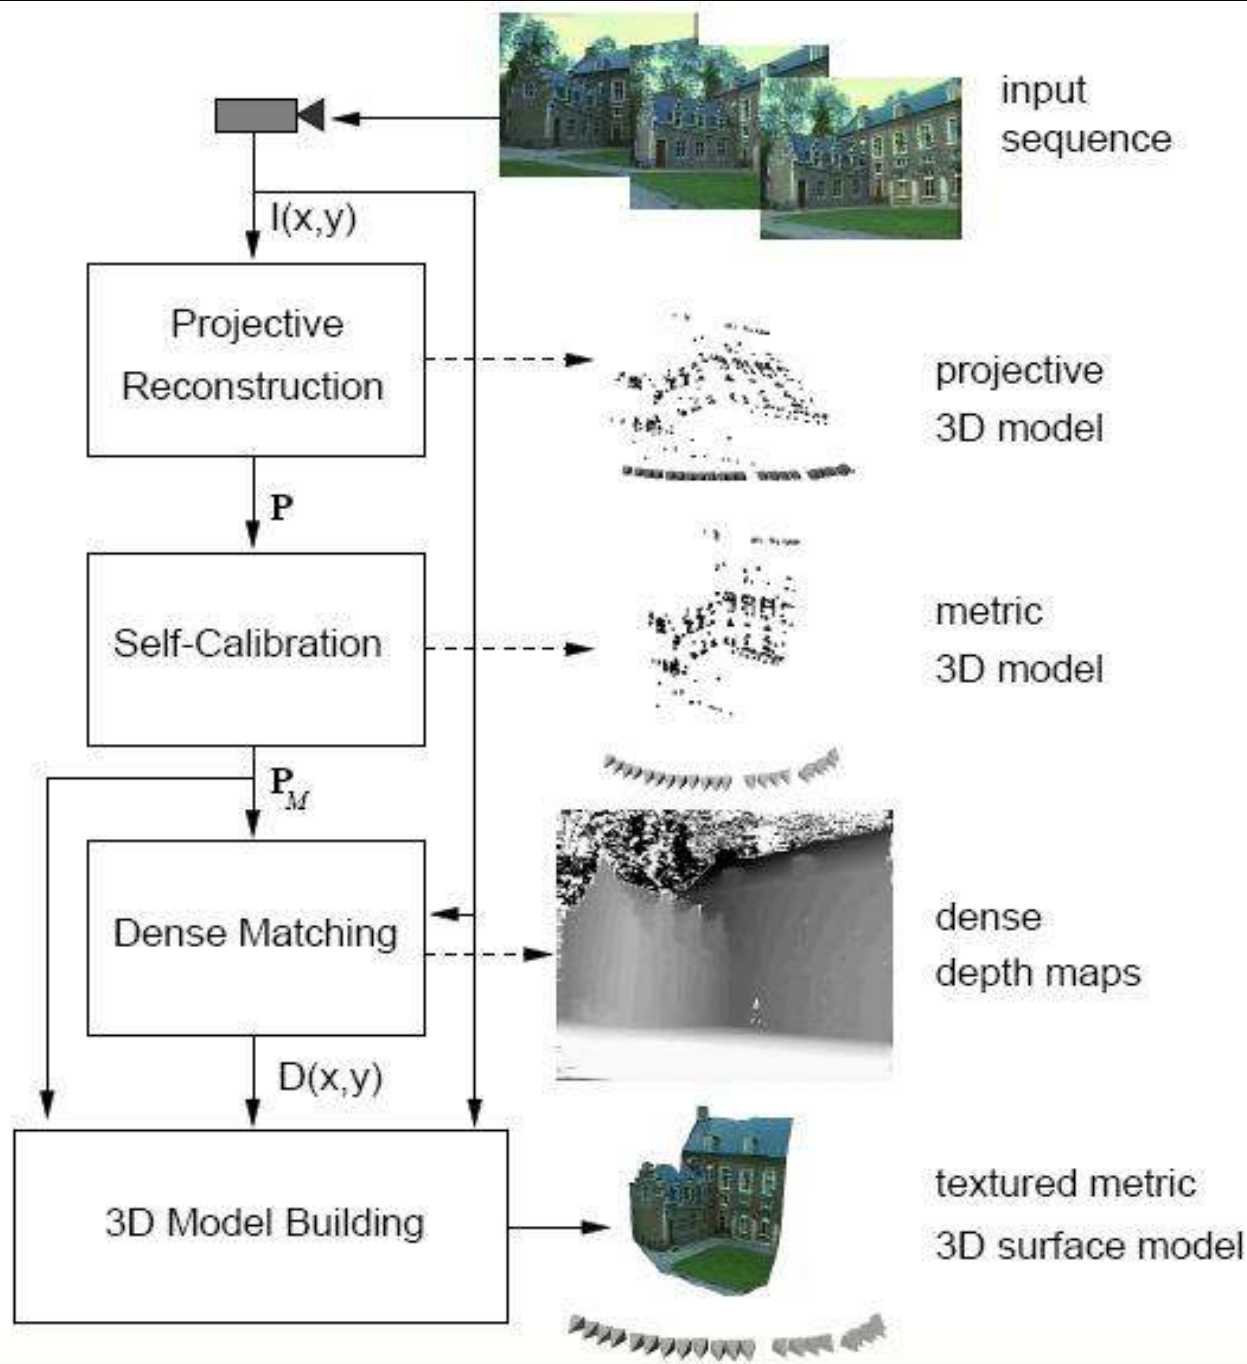 input
sequence
I(x,y)
Projective
Reconstruction
projective
3D model
P
Self-Calibration
metric
3D model
P_M
Dense Matching
dense
depth maps
D(x,y)
3D Model Building
textured metric
3D surface model